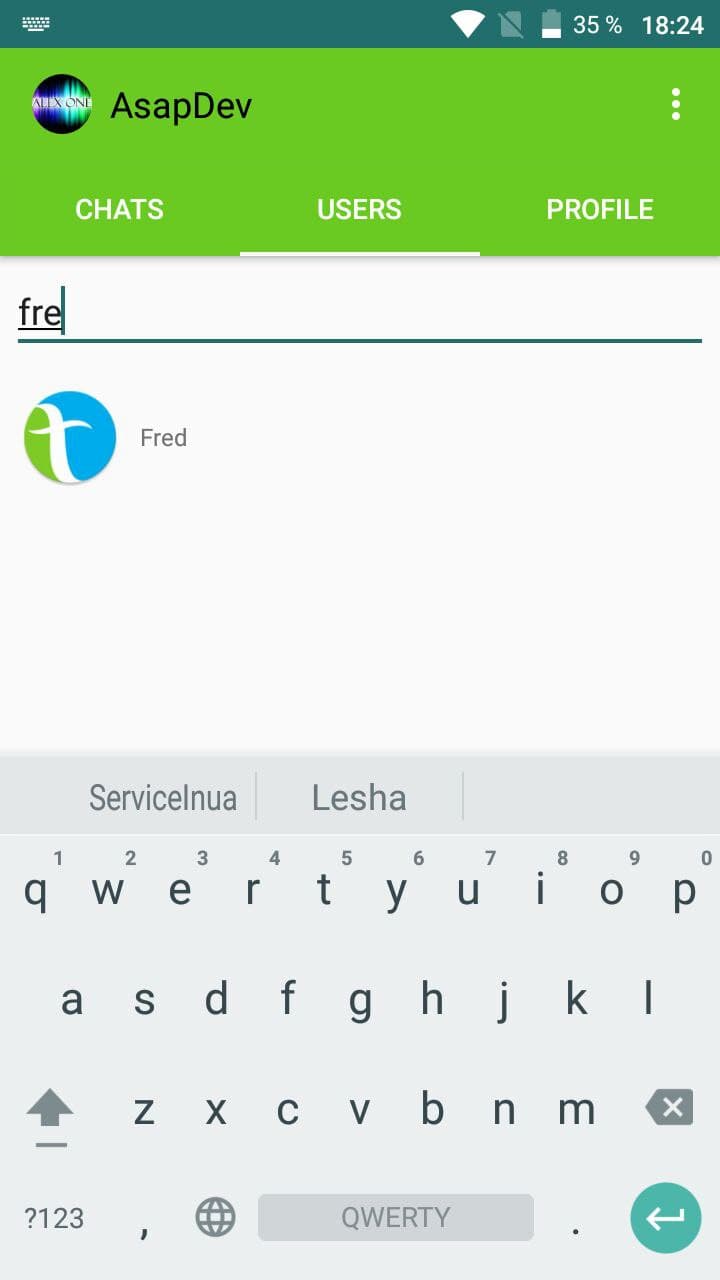 35 % 18:24
ALEX ONE
AsapDev
CHATS USERS PROFILE
fre
Fred
ServiceInua Lesha
1 2 3 4 5 6 7 8 9 0
q w e r t y u i o p
a s d f g h j k l
z x c v b n m
?123 , QWERTY .